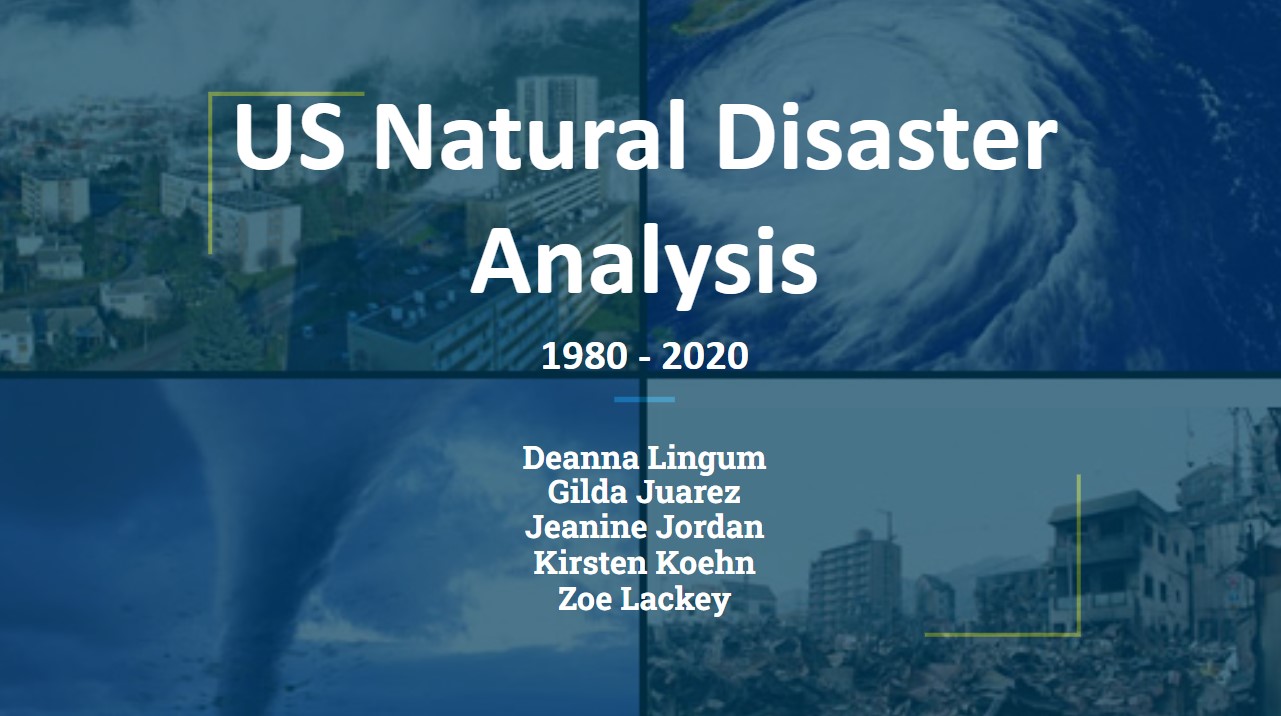 US Natural Disaster
Analysis
1980 - 2020
Deanna Lingum
Gilda Juarez
Jeanine Jordan
Kirsten Koehn
Zoe Lackey